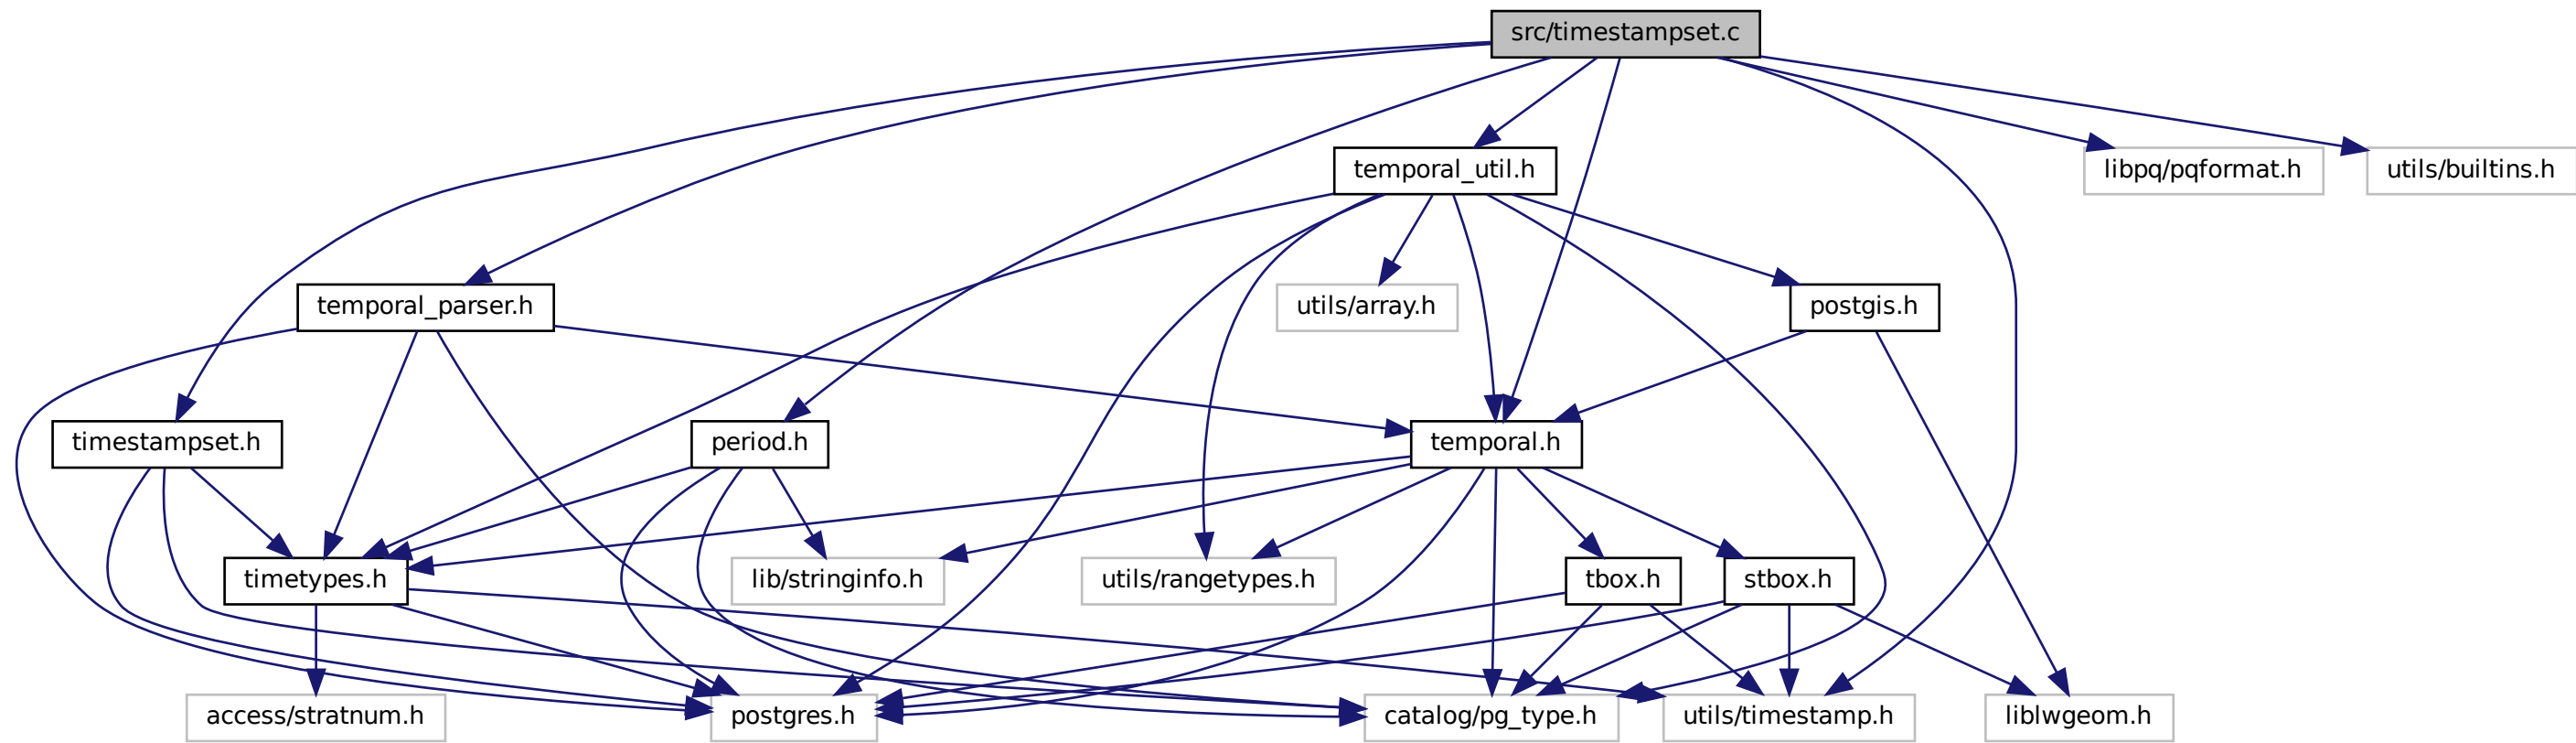 src/timestampset.c
temporal_util.h
libpq/pqformat.h
utils/builtins.h
temporal_parser.h
utils/array.h
postgis.h
timestampset.h
period.h
temporal.h
timetypes.h
lib/stringinfo.h
utils/rangetypes.h
tbox.h
stbox.h
access/stratnum.h
postgres.h
catalog/pg_type.h
utils/timestamp.h
liblwgeom.h